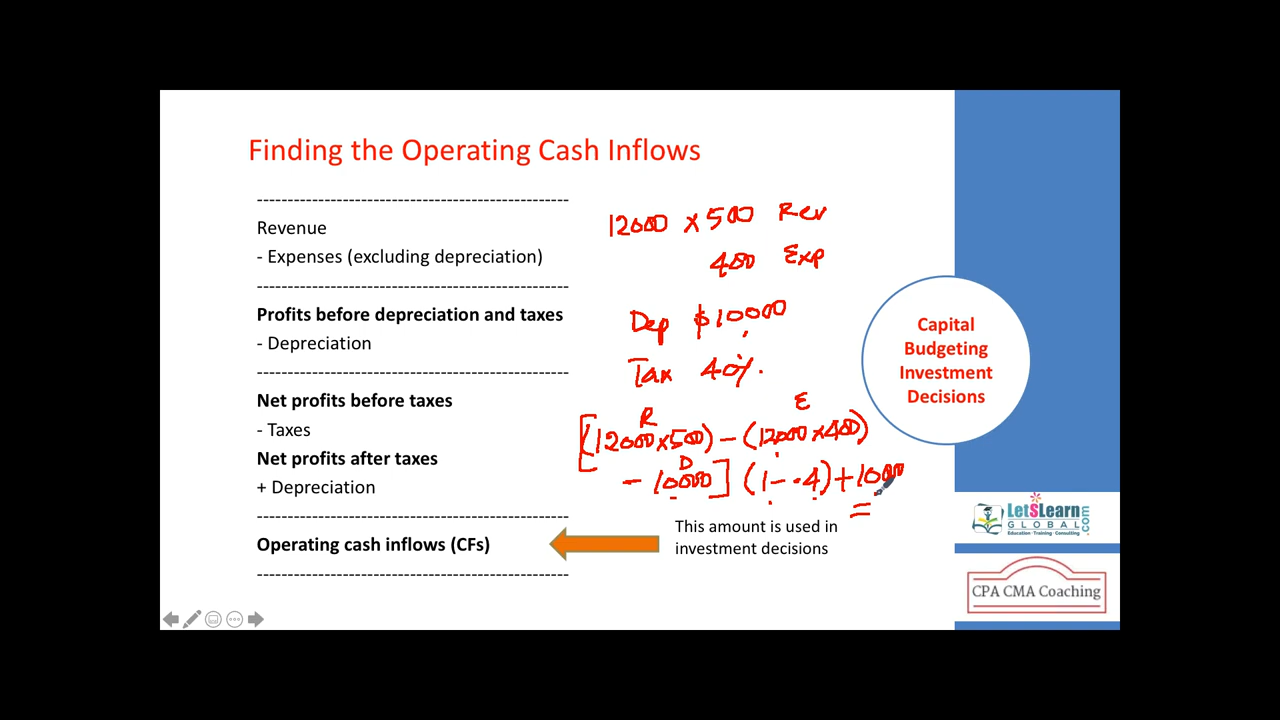 Finding the Operating Cash Inflows
--------------------------------------------------
Revenue
- Expenses (excluding depreciation)
--------------------------------------------------
Profits before depreciation and taxes
- Depreciation
--------------------------------------------------
Net profits before taxes
- Taxes
Net profits after taxes
+ Depreciation
--------------------------------------------------
Operating cash inflows (CFs)
--------------------------------------------------
12000 x 500 Rev
400 Exp
Dep $10000
Tax 40%.
R E
[(12000x500) - (12000x400)
D
- 10000] (1 - .4) + 10000
=
This amount is used in
investment decisions
Capital
Budgeting
Investment
Decisions
LetSLearn
GLOBAL.com
Education · Training · Consulting
CPA CMA Coaching